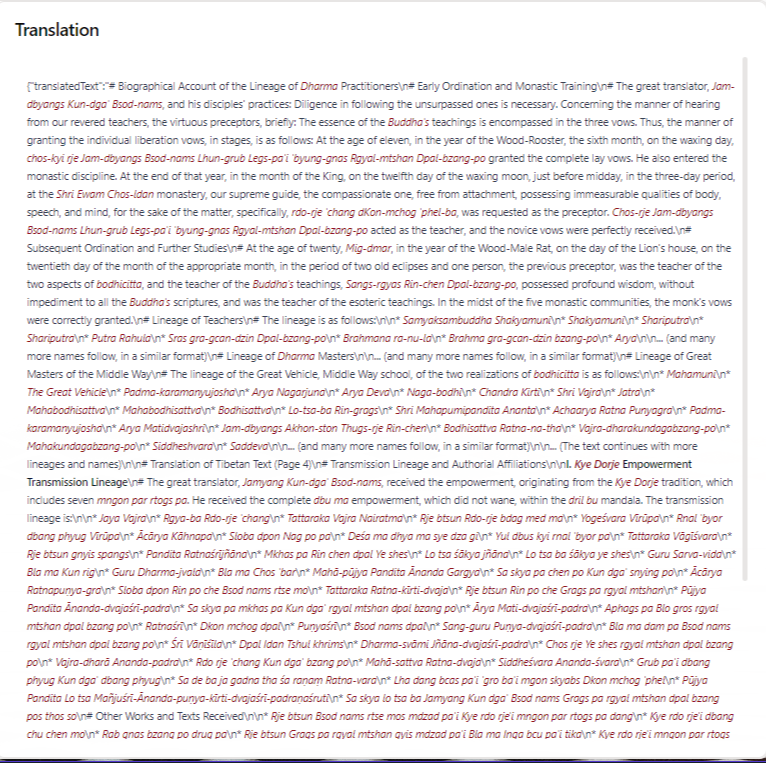 Translation
{"translatedText":"# Biographical Account of the Lineage of Dharma Practitioners\n# Early Ordination and Monastic Training\n# The great translator, Jam-
dbyangs Kun-dga' Bsod-nams, and his disciples' practices: Diligence in following the unsurpassed ones is necessary. Concerning the manner of hearing
from our revered teachers, the virtuous preceptors, briefly: The essence of the Buddha's teachings is encompassed in the three vows. Thus, the manner of
granting the individual liberation vows, in stages, is as follows: At the age of eleven, in the year of the Wood-Rooster, the sixth month, on the waxing day,
chos-kyi rje Jam-dbyangs Bsod-nams Lhun-grub Legs-pa'i 'byung-gnas Rgyal-mtshan Dpal-bzang-po granted the complete lay vows. He also entered the
monastic discipline. At the end of that year, in the month of the King, on the twelfth day of the waxing moon, just before midday, in the three-day period,
at the Shri Ewam Chos-ldan monastery, our supreme guide, the compassionate one, free from attachment, possessing immeasurable qualities of body,
speech, and mind, for the sake of the matter, specifically, rdo-rje 'chang dKon-mchog 'phel-ba, was requested as the preceptor. Chos-rje Jam-dbyangs
Bsod-nams Lhun-grub Legs-pa'i 'byung-gnas Rgyal-mtshan Dpal-bzang-po acted as the teacher, and the novice vows were perfectly received.\n#
Subsequent Ordination and Further Studies\n# At the age of twenty, Mig-dmar, in the year of the Wood-Male Rat, on the day of the Lion's house, on the
twentieth day of the month of the appropriate month, in the period of two old eclipses and one person, the previous preceptor, was the teacher of the
two aspects of bodhicitta, and the teacher of the Buddha's teachings, Sangs-rgyas Rin-chen Dpal-bzang-po, possessed profound wisdom, without
impediment to all the Buddha's scriptures, and was the teacher of the esoteric teachings. In the midst of the five monastic communities, the monk's vows
were correctly granted.\n# Lineage of Teachers\n# The lineage is as follows:\n\n* Samyaksambuddha Shakyamuni\n* Shakyamuni\n* Shariputra\n*
Shariputra\n* Putra Rahula\n* Sras gra-gcan-dzin Dpal-bzang-po\n* Brahmana ra-nu-la\n* Brahma gra-gcan-dzin bzang-po\n* Arya\n\n... (and many
more names follow, in a similar format)\n# Lineage of Dharma Masters\n\n... (and many more names follow, in a similar format)\n# Lineage of Great
Masters of the Middle Way\n# The lineage of the Great Vehicle, Middle Way school, of the two realizations of bodhicitta is as follows:\n\n\n* Mahamuni\n*
The Great Vehicle\n* Padma-karamanyujosha\n* Arya Nagarjuna\n* Arya Deva\n* Naga-bodhi\n* Chandra Kirti\n* Shri Vajra\n* Jatra\n*
Mahabodhisattva\n* Mahabodhisattva\n* Bodhisattva\n* Lo-tsa-ba Rin-grags\n* Shri Mahapumipandita Ananta\n* Achaarya Ratna Punyagra\n* Padma-
karamanyujosha\n* Arya Matidvajashri\n* Jam-dbyangs Akhon-ston Thugs-rje Rin-chen\n* Bodhisattva Ratna-na-tha\n* Vajra-dharakundagabzang-po\n*
Mahakundagabzang-po\n* Siddheshvara\n* Saddeva\n\n... (and many more names follow, in a similar format)\n\n... (The text continues with more
lineages and names)\n\n# Translation of Tibetan Text (Page 4)\n# Transmission Lineage and Authorial Affiliations\n\nI. Kye Dorje Empowerment
Transmission Lineage\n# The great translator, Jamyang Kun-dga' Bsod-nams, received the empowerment, originating from the Kye Dorje tradition, which
includes seven mngon par rtogs pa. He received the complete dbu ma empowerment, which did not wane, within the dril bu mandala. The transmission
lineage is:\n\n* Jaya Vajra\n* Rgya-ba Rdo-rje 'chang\n* Tattaraka Vajra Nairatma\n* Rje btsun Rdo-rje bdag med ma\n* Yogeśvara Virūpa\n* Rnal 'byor
dbang phyug Virūpa\n* Ācārya Kāhnapa\n* Sloba dpon Nag po pa\n* Deśa ma dhya ma sye dza gi\n* Yul dbus kyi rnal 'byor pa\n* Tattaraka Vāgīśvara\n*
Rje btsun gnyis spangs\n* Pandita Ratnaśrījñāna\n* Mkhas pa Rin chen dpal Ye shes\n* Lo tsa śākya jñāna\n* Lo tsa ba śākya ye shes\n* Guru Sarva-vida\n*
Bla ma Kun rig\n* Guru Dharma-jvala\n* Bla ma Chos 'bar\n* Mahā-pūjya Pandita Ānanda Gargya\n* Sa skya pa chen po Kun dga' snying po\n* Ācārya
Ratnapunya-gra\n* Sloba dpon Rin po che Bsod nams rtse mo\n* Tattaraka Ratna-kīrti-dvaja\n* Rje btsun Rin po che Grags pa rgyal mtshan\n* Pūjya
Pandita Ānanda-dvajaśrī-padra\n* Sa skya pa mkhas pa Kun dga' rgyal mtshan dpal bzang po\n* Ārya Mati-dvajaśrī-padra\n* Aphags pa Blo gros rgyal
mtshan dpal bzang po\n* Ratnaśrī\n* Dkon mchog dpal\n* Punyaśrī\n* Bsod nams dpal\n* Sang-guru Punya-dvajaśrī-padra\n* Bla ma dam pa Bsod nams
rgyal mtshan dpal bzang po\n* Śrī Vāṇīśīla\n* Dpal ldan Tshul khrims\n* Dharma-svāmi Jñāna-dvajaśrī-padra\n* Chos rje Ye shes rgyal mtshan dpal bzang
po\n* Vajra-dharā Ananda-padra\n* Rdo rje 'chang Kun dga' bzang po\n* Mahā-sattva Ratna-dvaja\n* Siddheśvara Ananda-śvara\n* Grub pa'i dbang
phyug Kun dga' dbang phyug\n* Sa de ba ja gadna tha śa raṇaṃ Ratna-vara\n* Lha dang bcas pa'i 'gro ba'i mgon skyabs Dkon mchog 'phel\n* Pūjya
Pandita Lo tsa Mañjuśrī-Ānanda-punya-kīrti-dvajaśrī-padraṇaśruti\n* Sa skya lo tsa ba Jamyang Kun dga' Bsod nams Grags pa rgyal mtshan dpal bzang
pos thos so\n# Other Works and Texts Received\n\n* Rje btsun Bsod nams rtse mos mdzad pa'i Kye rdo rje'i mngon par rtogs pa dang\n* Kye rdo rje'i dbang
chu chen mo\n* Rab gnas bzang po drug pa\n* Rje btsun Grags pa rgyal mtshan gyis mdzad pa'i Bla ma lnga bcu pa'i tika\n* Kye rdo rje'i mngon par rtogs